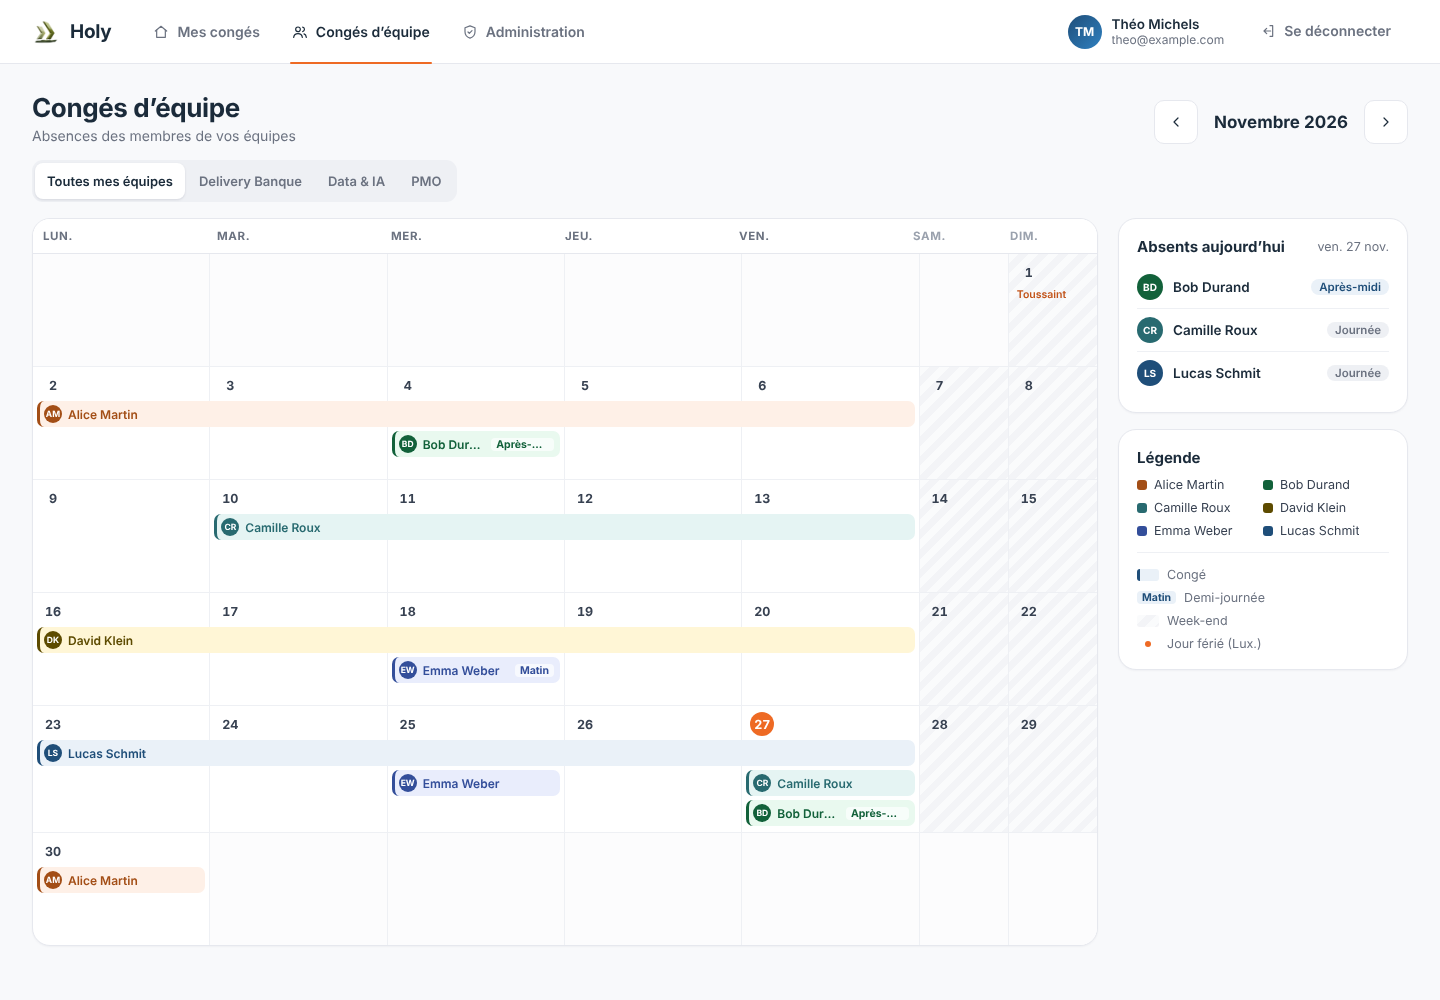 Holy
Mes congés
Congés d’équipe
Administration
TM
Théo Michels
theo@example.com
Se déconnecter
Congés d’équipe
Absences des membres de vos équipes
Novembre 2026
Toutes mes équipes
Delivery Banque
Data & IA
PMO
LUN. MAR. MER. JEU. VEN. SAM. DIM.
1
Toussaint
2 3 4 5 6 7 8
AM Alice Martin
BD Bob Dur… Après-…
9 10 11 12 13 14 15
CR Camille Roux
16 17 18 19 20 21 22
DK David Klein
EW Emma Weber Matin
23 24 25 26 27 28 29
LS Lucas Schmit
EW Emma Weber
CR Camille Roux
BD Bob Dur… Après-…
30
AM Alice Martin
Absents aujourd’hui ven. 27 nov.
BD Bob Durand Après-midi
CR Camille Roux Journée
LS Lucas Schmit Journée
Légende
Alice Martin Bob Durand
Camille Roux David Klein
Emma Weber Lucas Schmit
Congé
Matin Demi-journée
Week-end
Jour férié (Lux.)